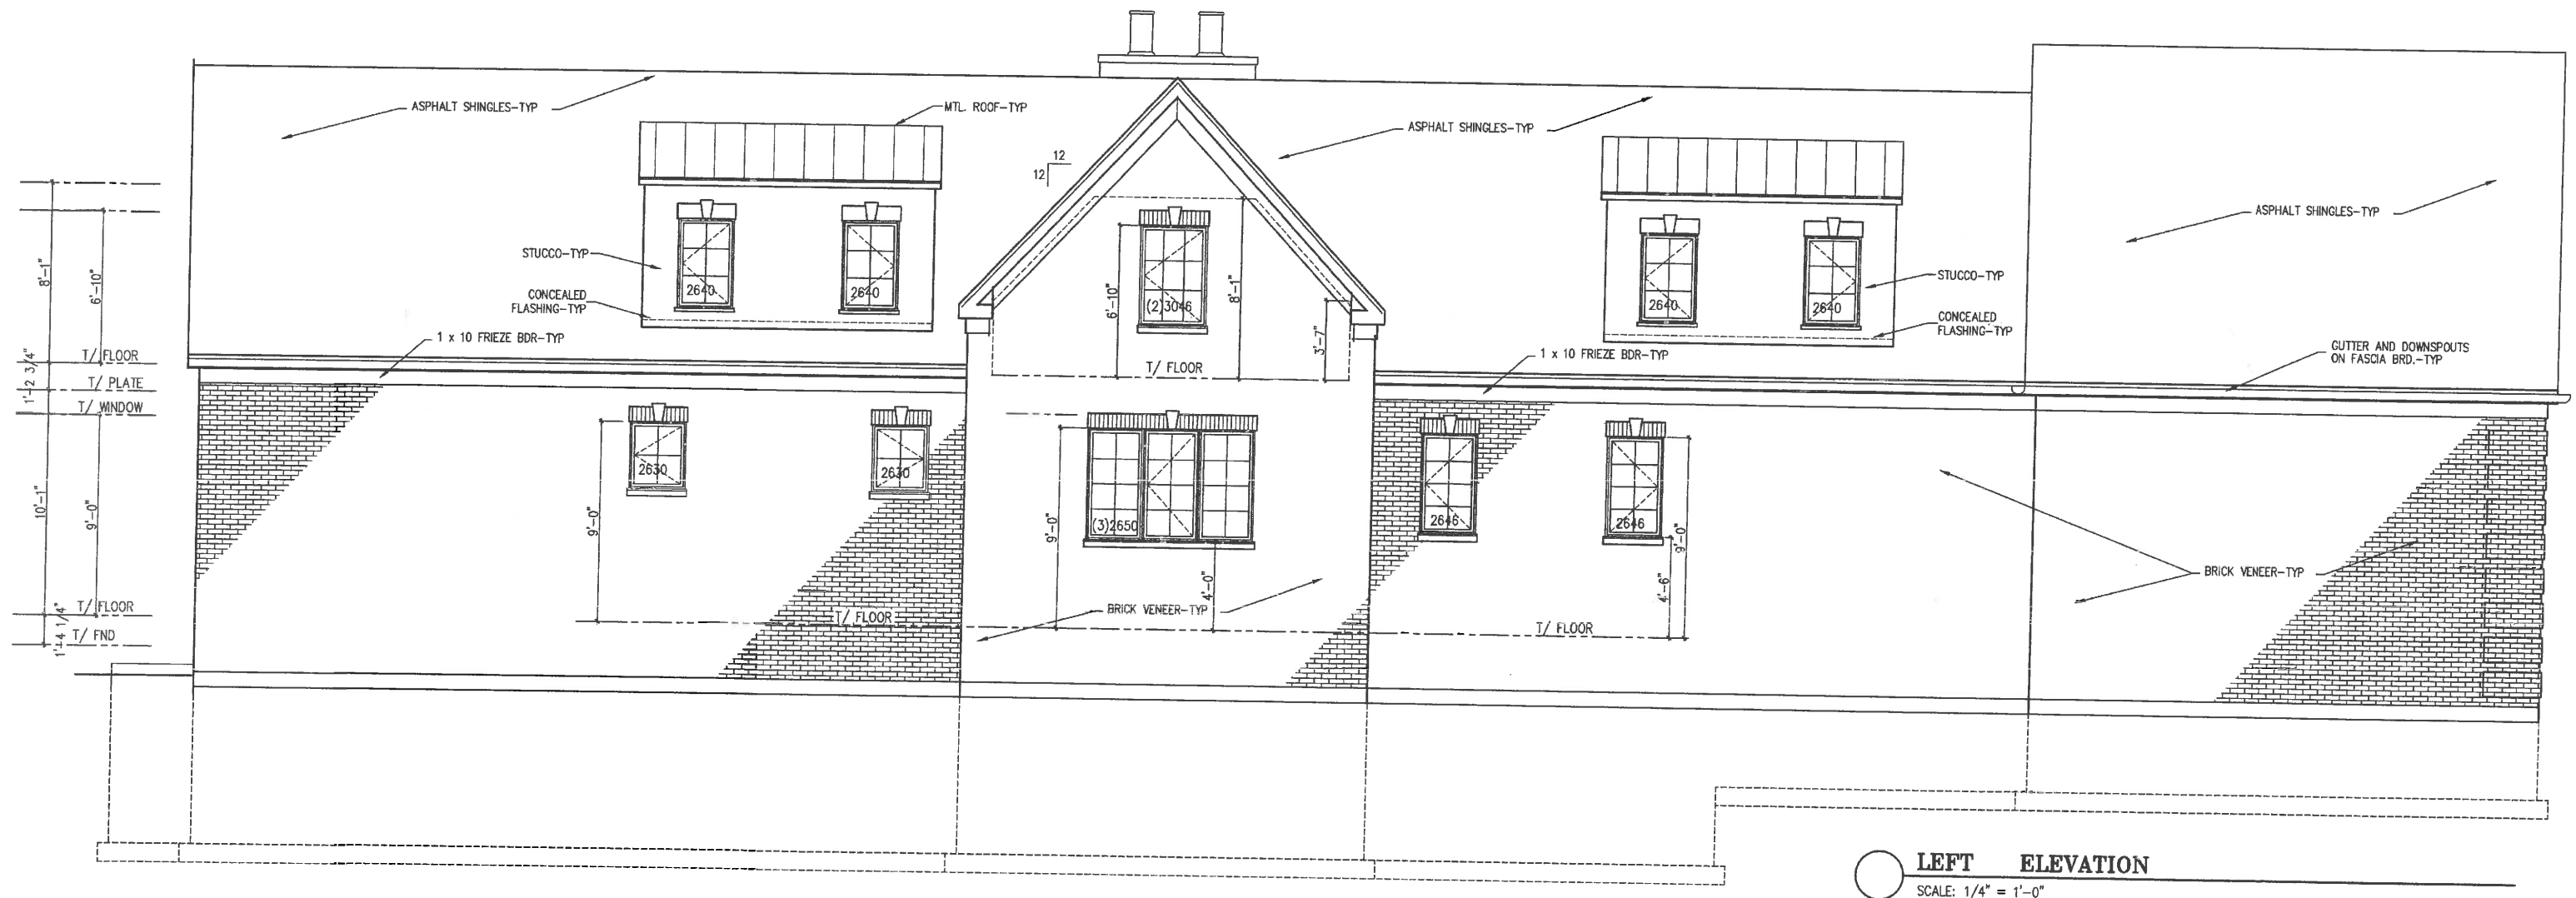 ASPHALT SHINGLES-TYP
MTL. ROOF-TYP
ASPHALT SHINGLES-TYP
12
12
ASPHALT SHINGLES-TYP
STUCCO-TYP
CONCEALED
FLASHING-TYP
2640
2640
(2)3046
6'-10"
8'-1"
3'-7"
T/ FLOOR
2640
2640
STUCCO-TYP
CONCEALED
FLASHING-TYP
8'-1"
6'-10"
1'-2 3/4"
T/ FLOOR
T/ PLATE
T/ WINDOW
1 x 10 FRIEZE BDR-TYP
1 x 10 FRIEZE BDR-TYP
GUTTER AND DOWNSPOUTS
ON FASCIA BRD.-TYP
10'-1"
9'-0"
2630
2630
9'-0"
(3)2650
9'-0"
4'-0"
2646
2646
4'-6"
9'-0"
BRICK VENEER-TYP
BRICK VENEER-TYP
T/ FLOOR
T/ FLOOR
T/ FLOOR
1'-4 1/4"
T/ FND
LEFT ELEVATION
SCALE: 1/4" = 1'-0"